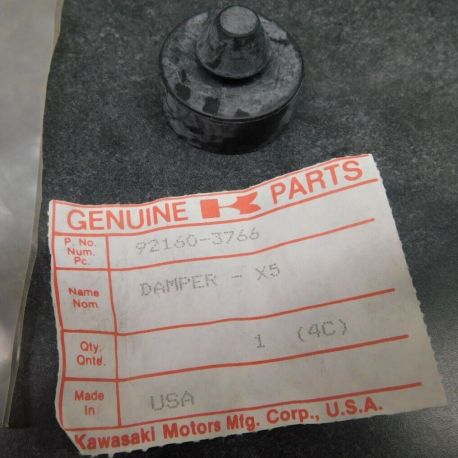 GENUINE K PARTS
P. No.
Num.
Pc.
92160-3766
Name
Nom
DAMPER - X5
Qty.
Qnté.
1 (4C)
Made
In
USA
Kawasaki Motors Mfg. Corp., U.S.A.